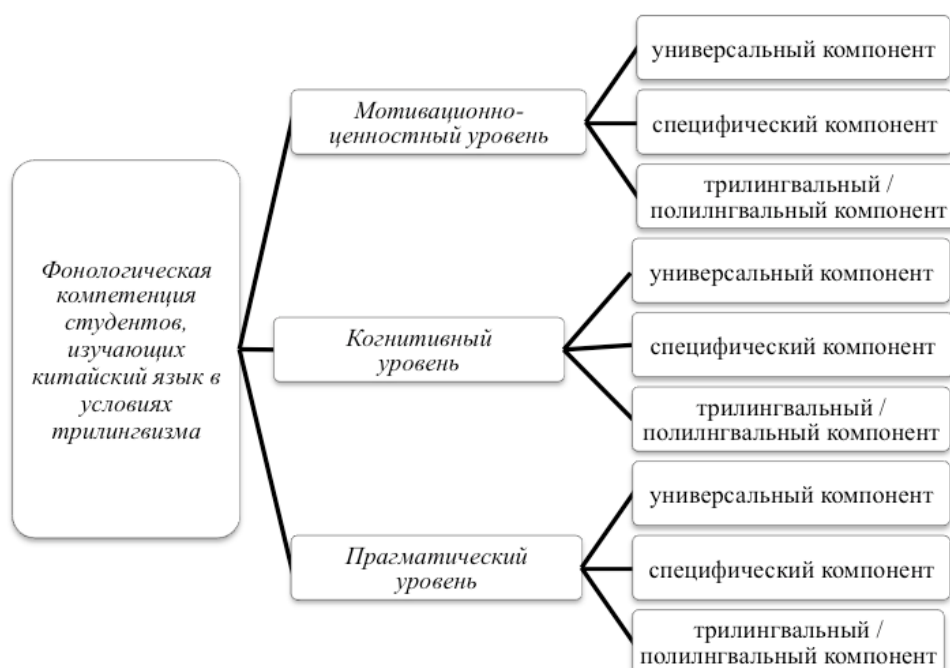 Фонологическая
компетенция
студентов,
изучающих
китайский язык в
условиях
трилингвизма
Мотивационно-
ценностный уровень
универсальный компонент
специфический компонент
трилингвальный /
полилнгвальный компонент
Когнитивный
уровень
универсальный компонент
специфический компонент
трилингвальный /
полилнгвальный компонент
Прагматический
уровень
универсальный компонент
специфический компонент
трилингвальный /
полилнгвальный компонент